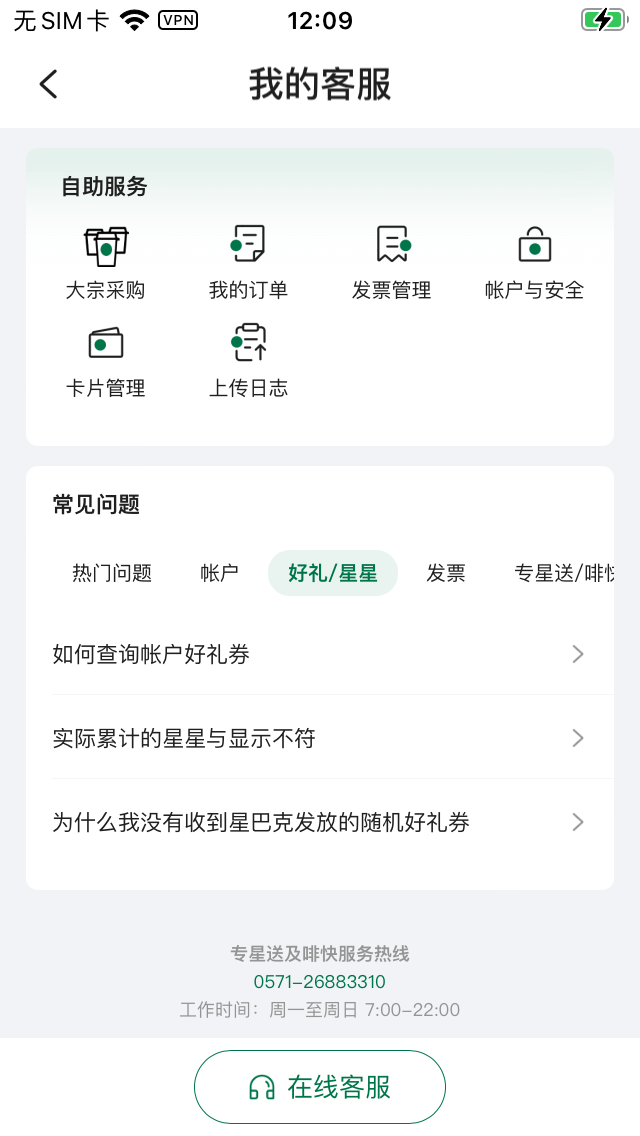 无SIM卡 VPN 12:09
我的客服
自助服务
大宗采购 我的订单 发票管理 帐户与安全
卡片管理 上传日志
常见问题
热门问题 帐户 好礼/星星 发票 专星送/啡快
如何查询帐户好礼券
实际累计的星星与显示不符
为什么我没有收到星巴克发放的随机好礼券
专星送及啡快服务热线
0571-26883310
工作时间：周一至周日 7:00-22:00
在线客服